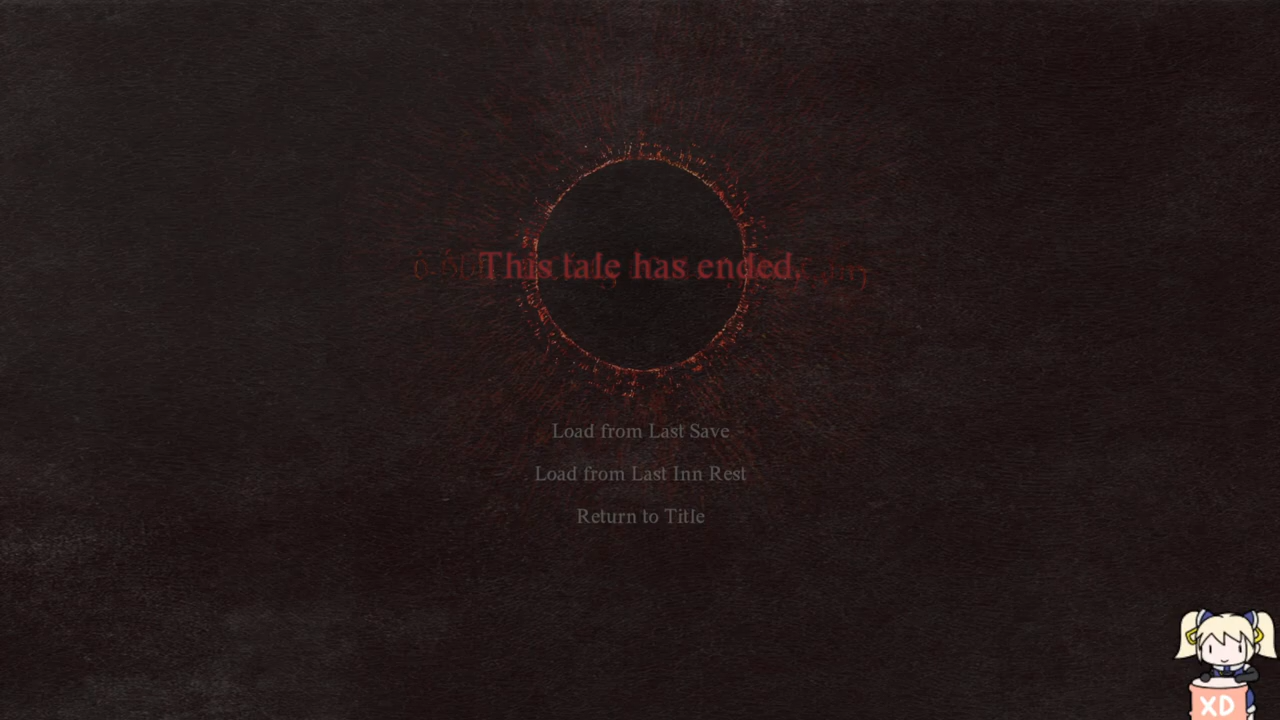 This tale has ended.
Load from Last Save
Load from Last Inn Rest
Return to Title
XD